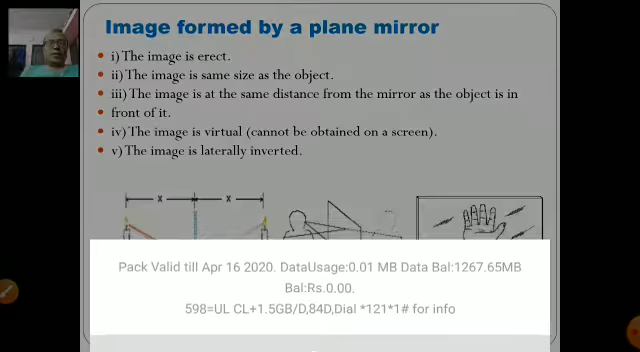 Image formed by a plane mirror
i) The image is erect.
ii) The image is same size as the object.
iii) The image is at the same distance from the mirror as the object is in
front of it.
iv) The image is virtual (cannot be obtained on a screen).
v) The image is laterally inverted.
x x
Pack Valid till Apr 16 2020. DataUsage:0.01 MB Data Bal:1267.65MB
Bal:Rs.0.00.
598=UL CL+1.5GB/D,84D,Dial *121*1# for info